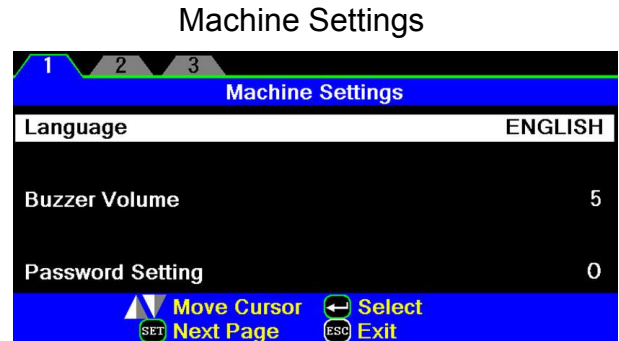 Machine Settings
1 2 3
Machine Settings
Language ENGLISH
Buzzer Volume 5
Password Setting 0
Move Cursor Select
SET Next Page ESC Exit